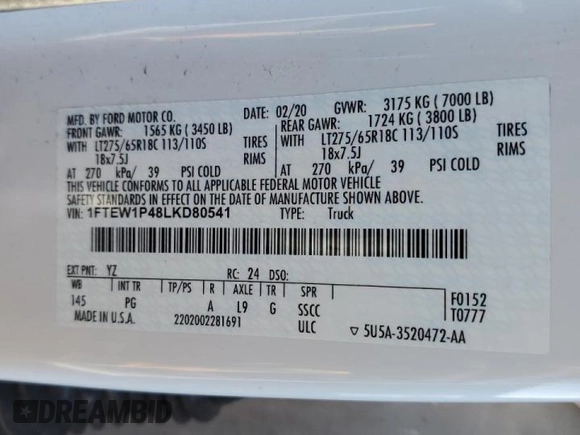 MFD. BY FORD MOTOR CO.
DATE: 02/20 GVWR: 3175 KG ( 7000 LB)
FRONT GAWR: 1565 KG ( 3450 LB) REAR GAWR: 1724 KG ( 3800 LB)
WITH LT275/65R18C 113/110S TIRES WITH LT275/65R18C 113/110S TIRES
18x7.5J RIMS 18x7.5J RIMS
AT 270 kPa/ 39 PSI COLD AT 270 kPa/ 39 PSI COLD
THIS VEHICLE CONFORMS TO ALL APPLICABLE FEDERAL MOTOR VEHICLE
SAFETY STANDARDS IN EFFECT ON THE DATE OF MANUFACTURE SHOWN ABOVE.
VIN: 1FTEW1P48LKD80541 TYPE: Truck
EXT PNT: YZ RC: 24 DSO:
WB INT TR TP/PS R AXLE TR SPR F0152
145 PG A L9 G SSCC T0777
MADE IN U.S.A. 2202002281691 ULC ▽ 5U5A-3520472-AA
DREAMBID